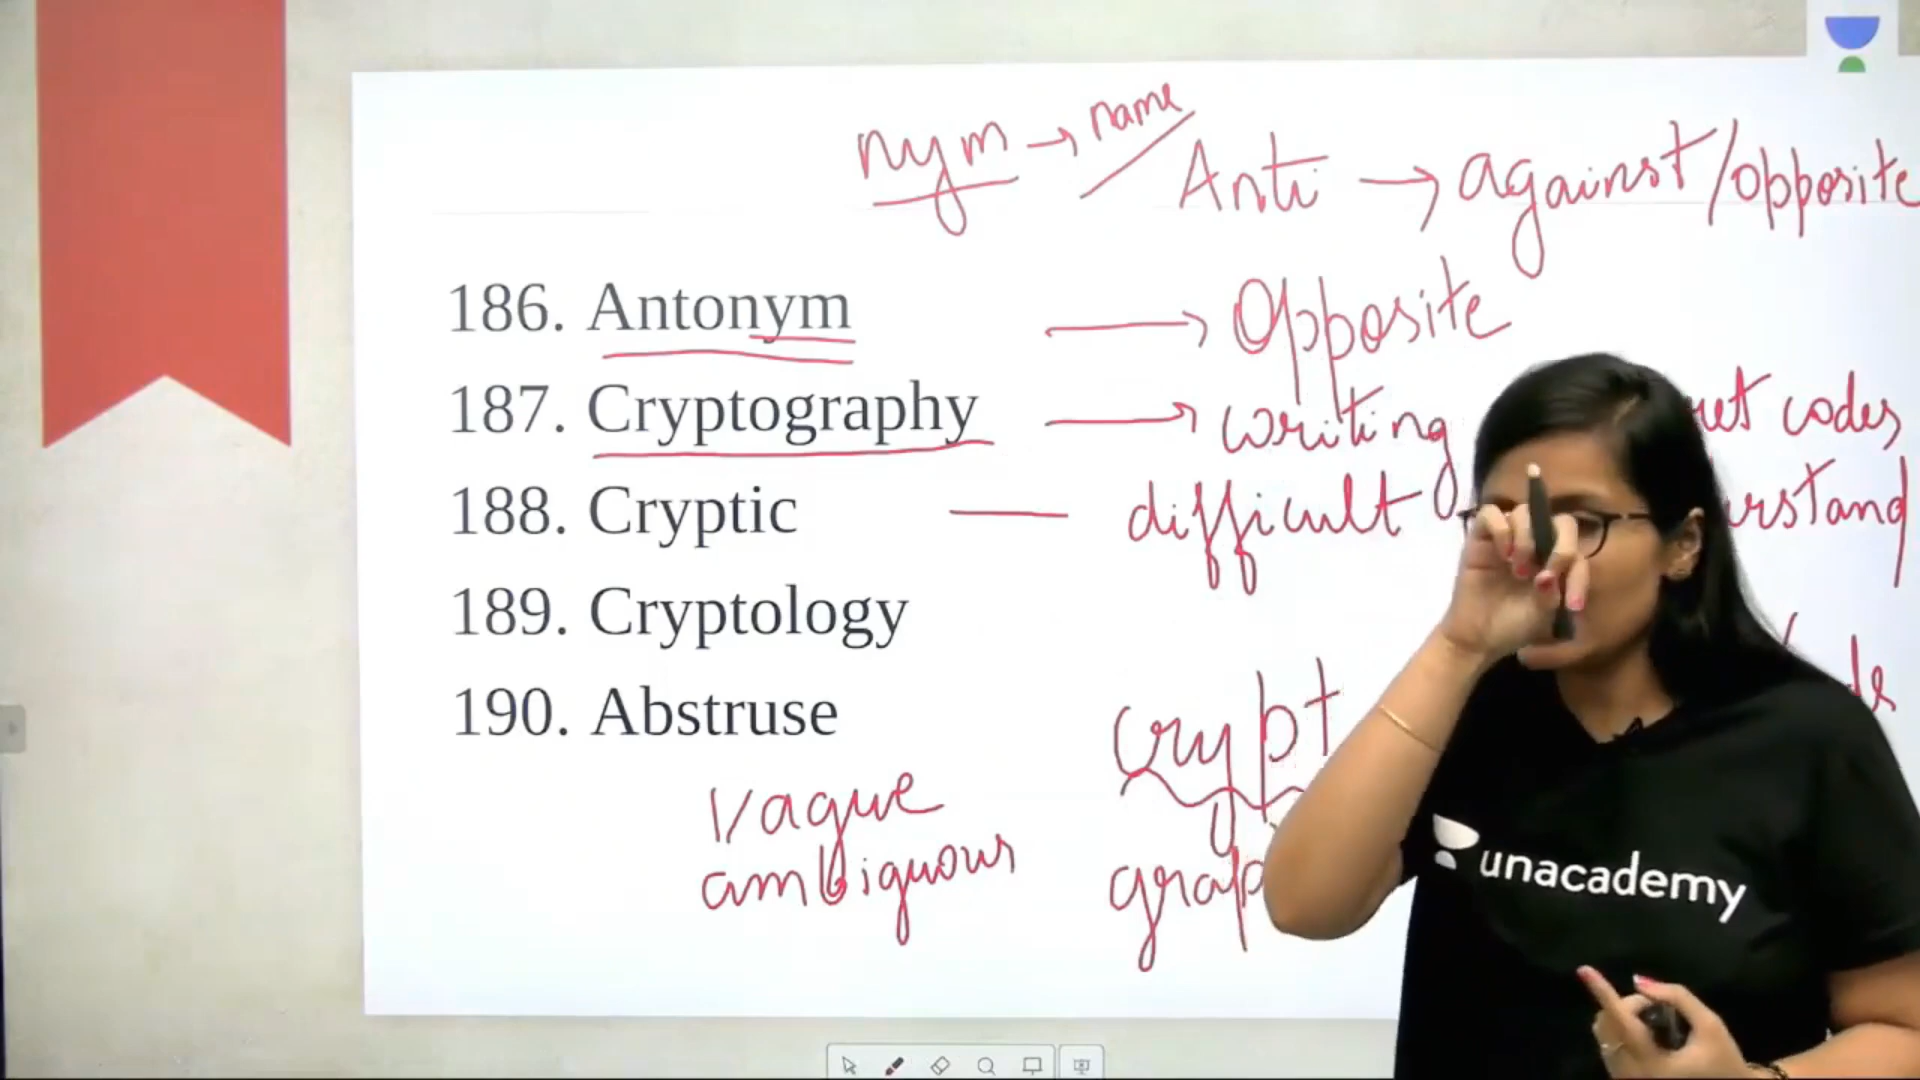 nym → name
Anti → against/opposite
186. Antonym → Opposite
187. Cryptography → writing codes
188. Cryptic — difficult
189. Cryptology
190. Abstruse
crypt
vague
ambiguous
unacademy